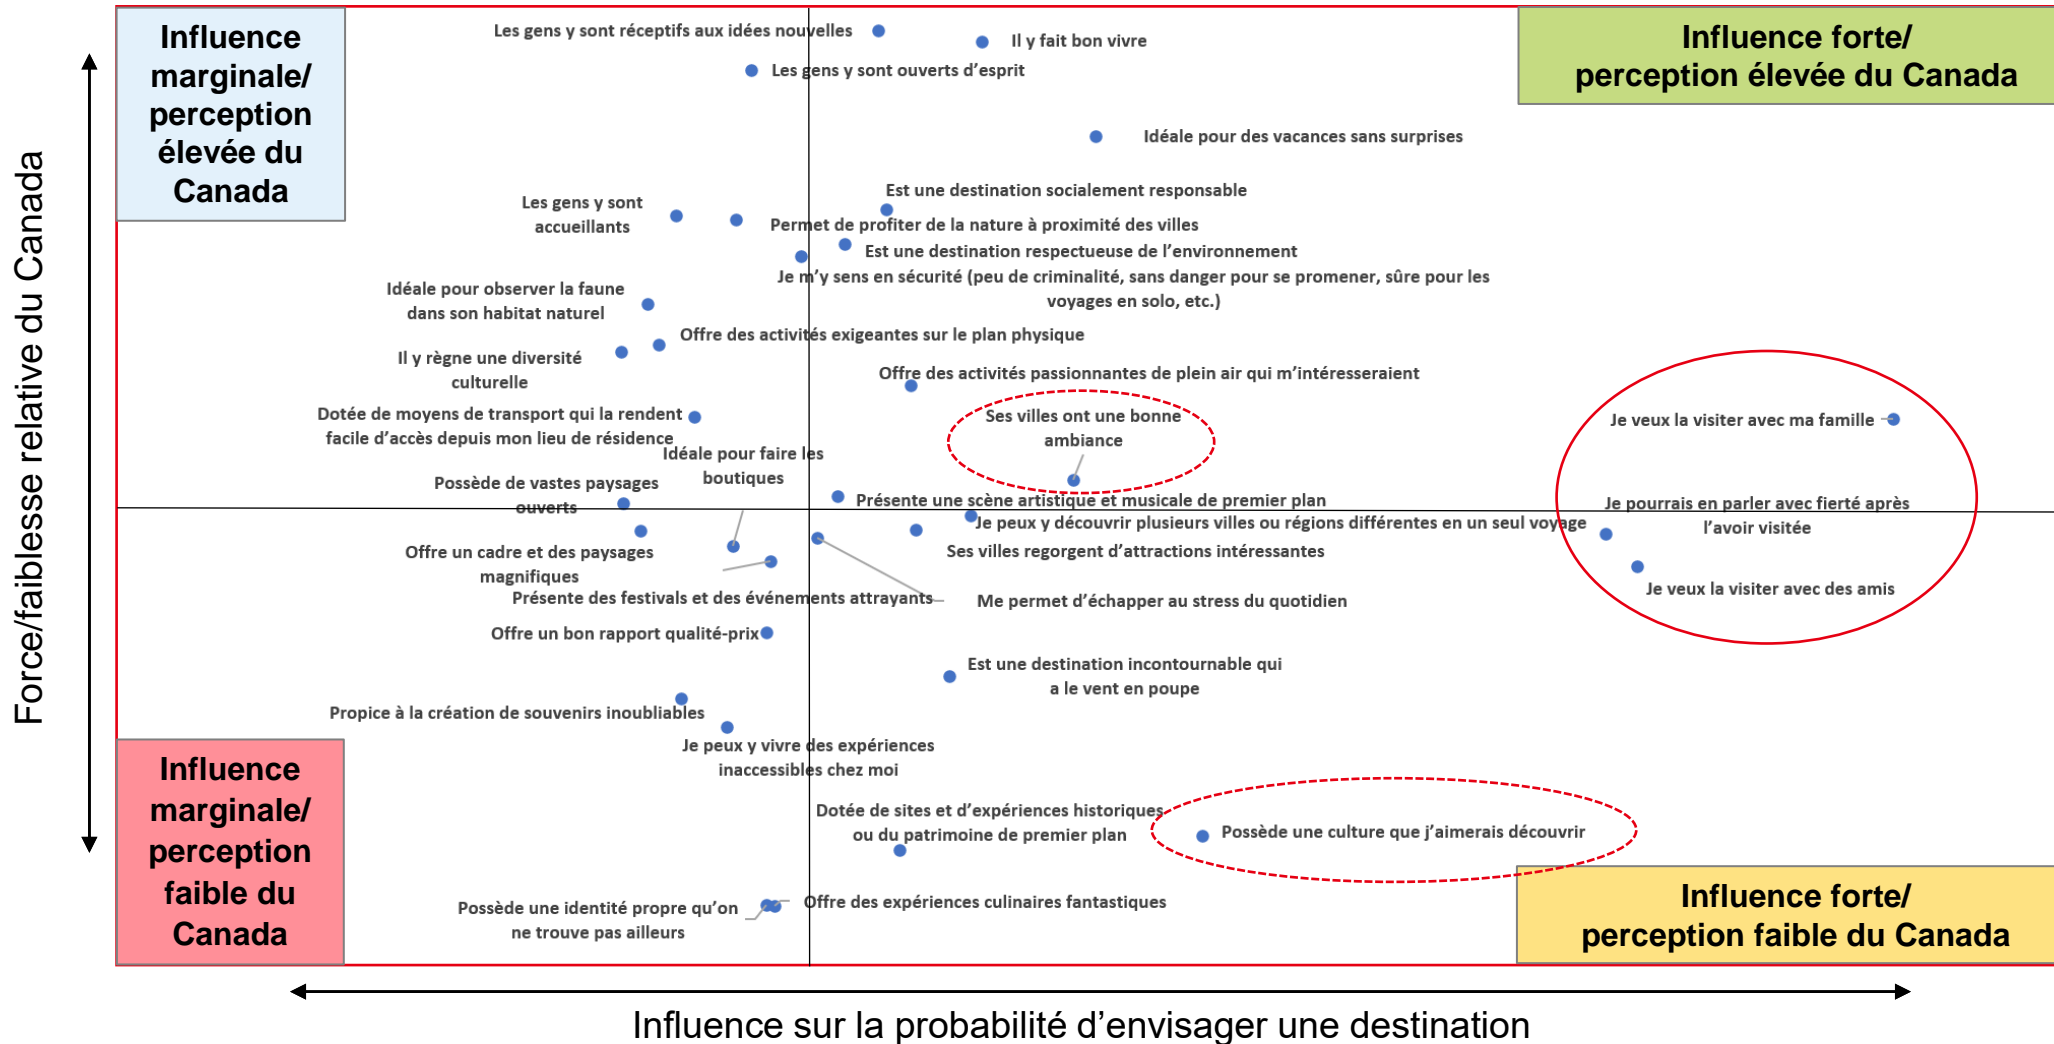 Influence
marginale/
perception
élevée du
Canada
Influence forte/
perception élevée du Canada
Les gens y sont réceptifs aux idées nouvelles
Il y fait bon vivre
Les gens y sont ouverts d’esprit
Idéale pour des vacances sans surprises
Est une destination socialement responsable
Les gens y sont
accueillants
Permet de profiter de la nature à proximité des villes
Est une destination respectueuse de l’environnement
Je m’y sens en sécurité (peu de criminalité, sans danger pour se promener, sûre pour les
voyages en solo, etc.)
Idéale pour observer la faune
dans son habitat naturel
Offre des activités exigeantes sur le plan physique
Il y règne une diversité
culturelle
Offre des activités passionnantes de plein air qui m’intéresseraient
Dotée de moyens de transport qui la rendent
facile d’accès depuis mon lieu de résidence
Ses villes ont une bonne
ambiance
Je veux la visiter avec ma famille
Idéale pour faire les
boutiques
Possède de vastes paysages
ouverts
Présente une scène artistique et musicale de premier plan
Je pourrais en parler avec fierté après
l’avoir visitée
Je peux y découvrir plusieurs villes ou régions différentes en un seul voyage
Offre un cadre et des paysages
magnifiques
Ses villes regorgent d’attractions intéressantes
Je veux la visiter avec des amis
Présente des festivals et des événements attrayants
Me permet d’échapper au stress du quotidien
Offre un bon rapport qualité-prix
Est une destination incontournable qui
a le vent en poupe
Propice à la création de souvenirs inoubliables
Je peux y vivre des expériences
inaccessibles chez moi
Dotée de sites et d’expériences historiques
ou du patrimoine de premier plan
Possède une culture que j’aimerais découvrir
Possède une identité propre qu’on
ne trouve pas ailleurs
Offre des expériences culinaires fantastiques
Influence
marginale/
perception
faible du
Canada
Influence forte/
perception faible du Canada
Force/faiblesse relative du Canada
Influence sur la probabilité d’envisager une destination